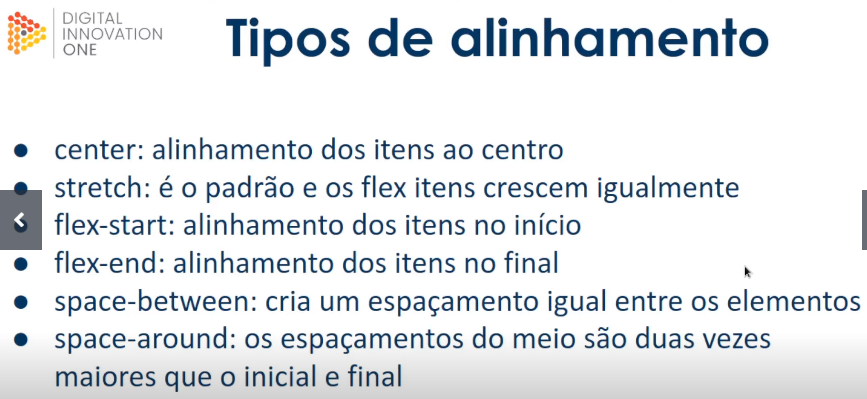 DIGITAL
INNOVATION
ONE
Tipos de alinhamento
● center: alinhamento dos itens ao centro
● stretch: é o padrão e os flex itens crescem igualmente
● flex-start: alinhamento dos itens no início
● flex-end: alinhamento dos itens no final
● space-between: cria um espaçamento igual entre os elementos
● space-around: os espaçamentos do meio são duas vezes
maiores que o inicial e final